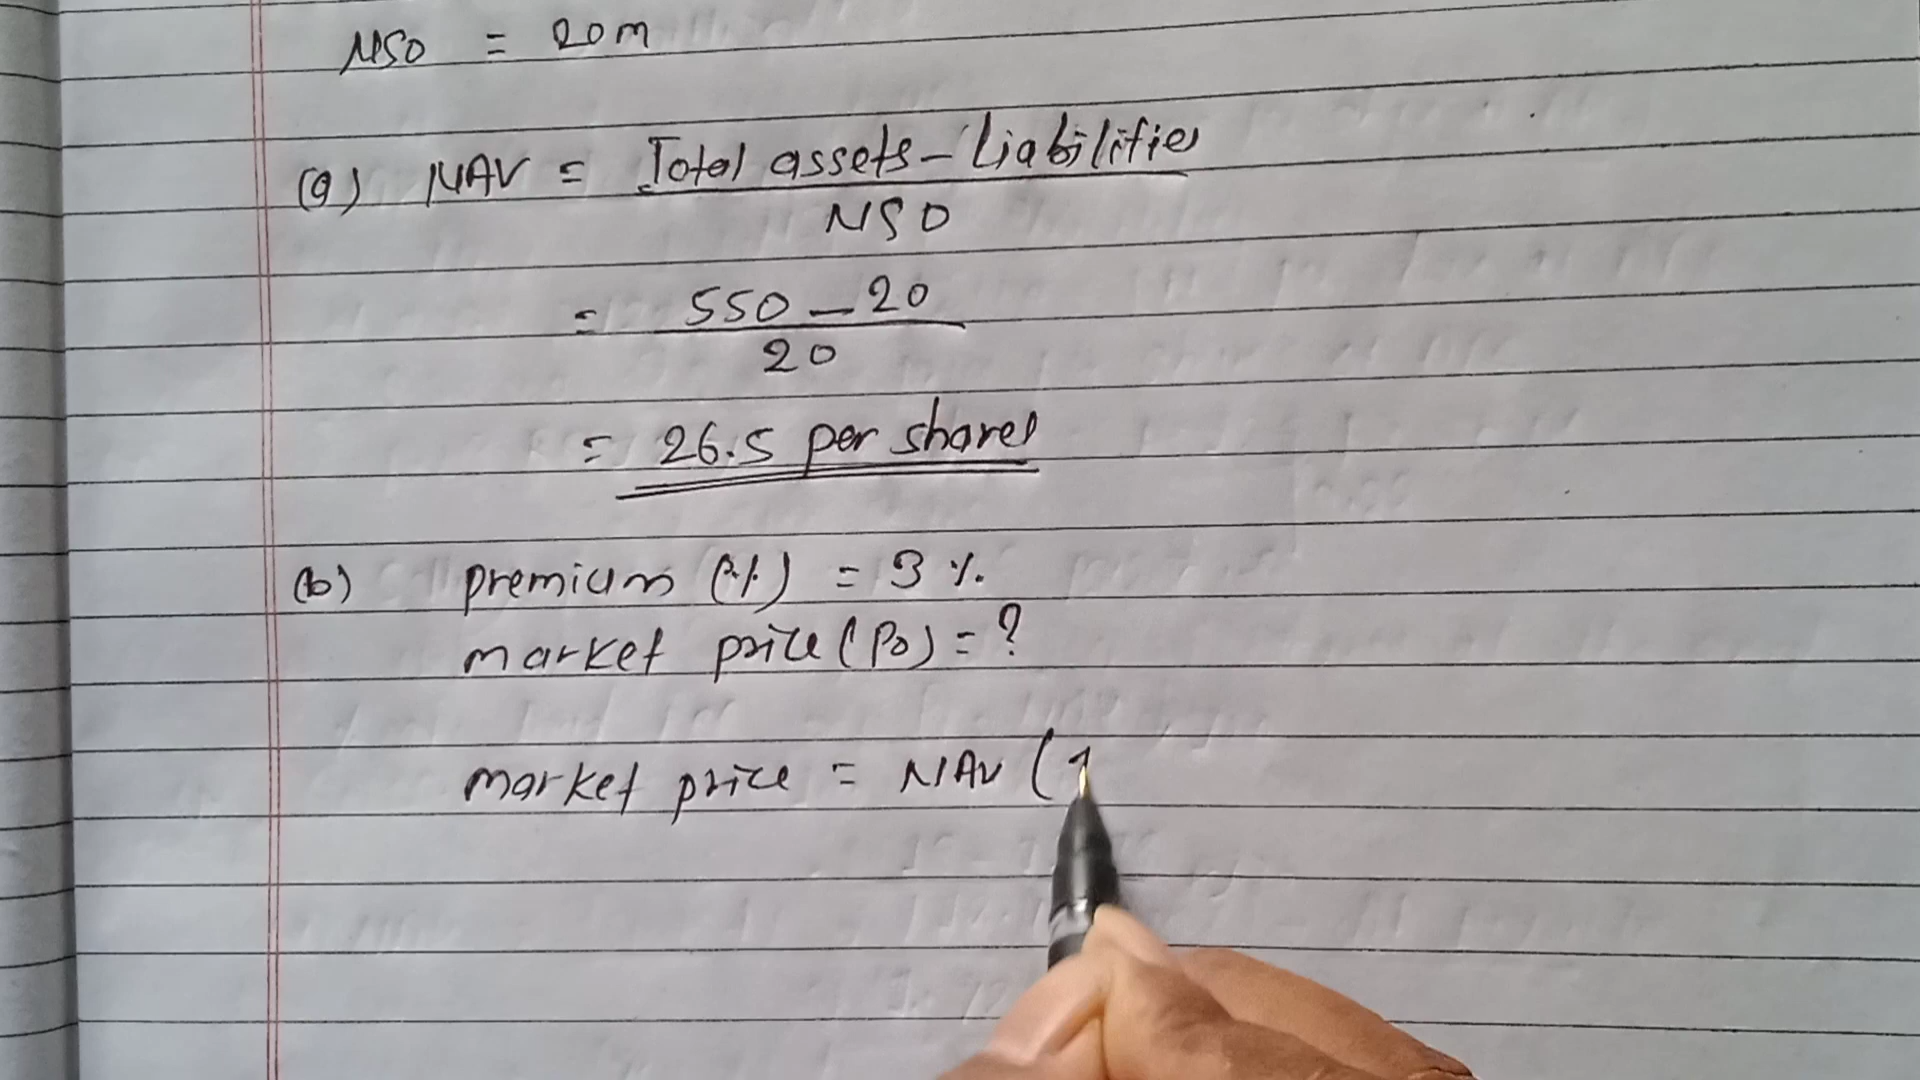 NSO = 20m
(a) NAV = Total assets - Liabilities
NSO
= 550 - 20
20
= 26.5 per shares
(b) premium (%) = 3 %.
market price (P0) = ?
market price = NAV ( 1